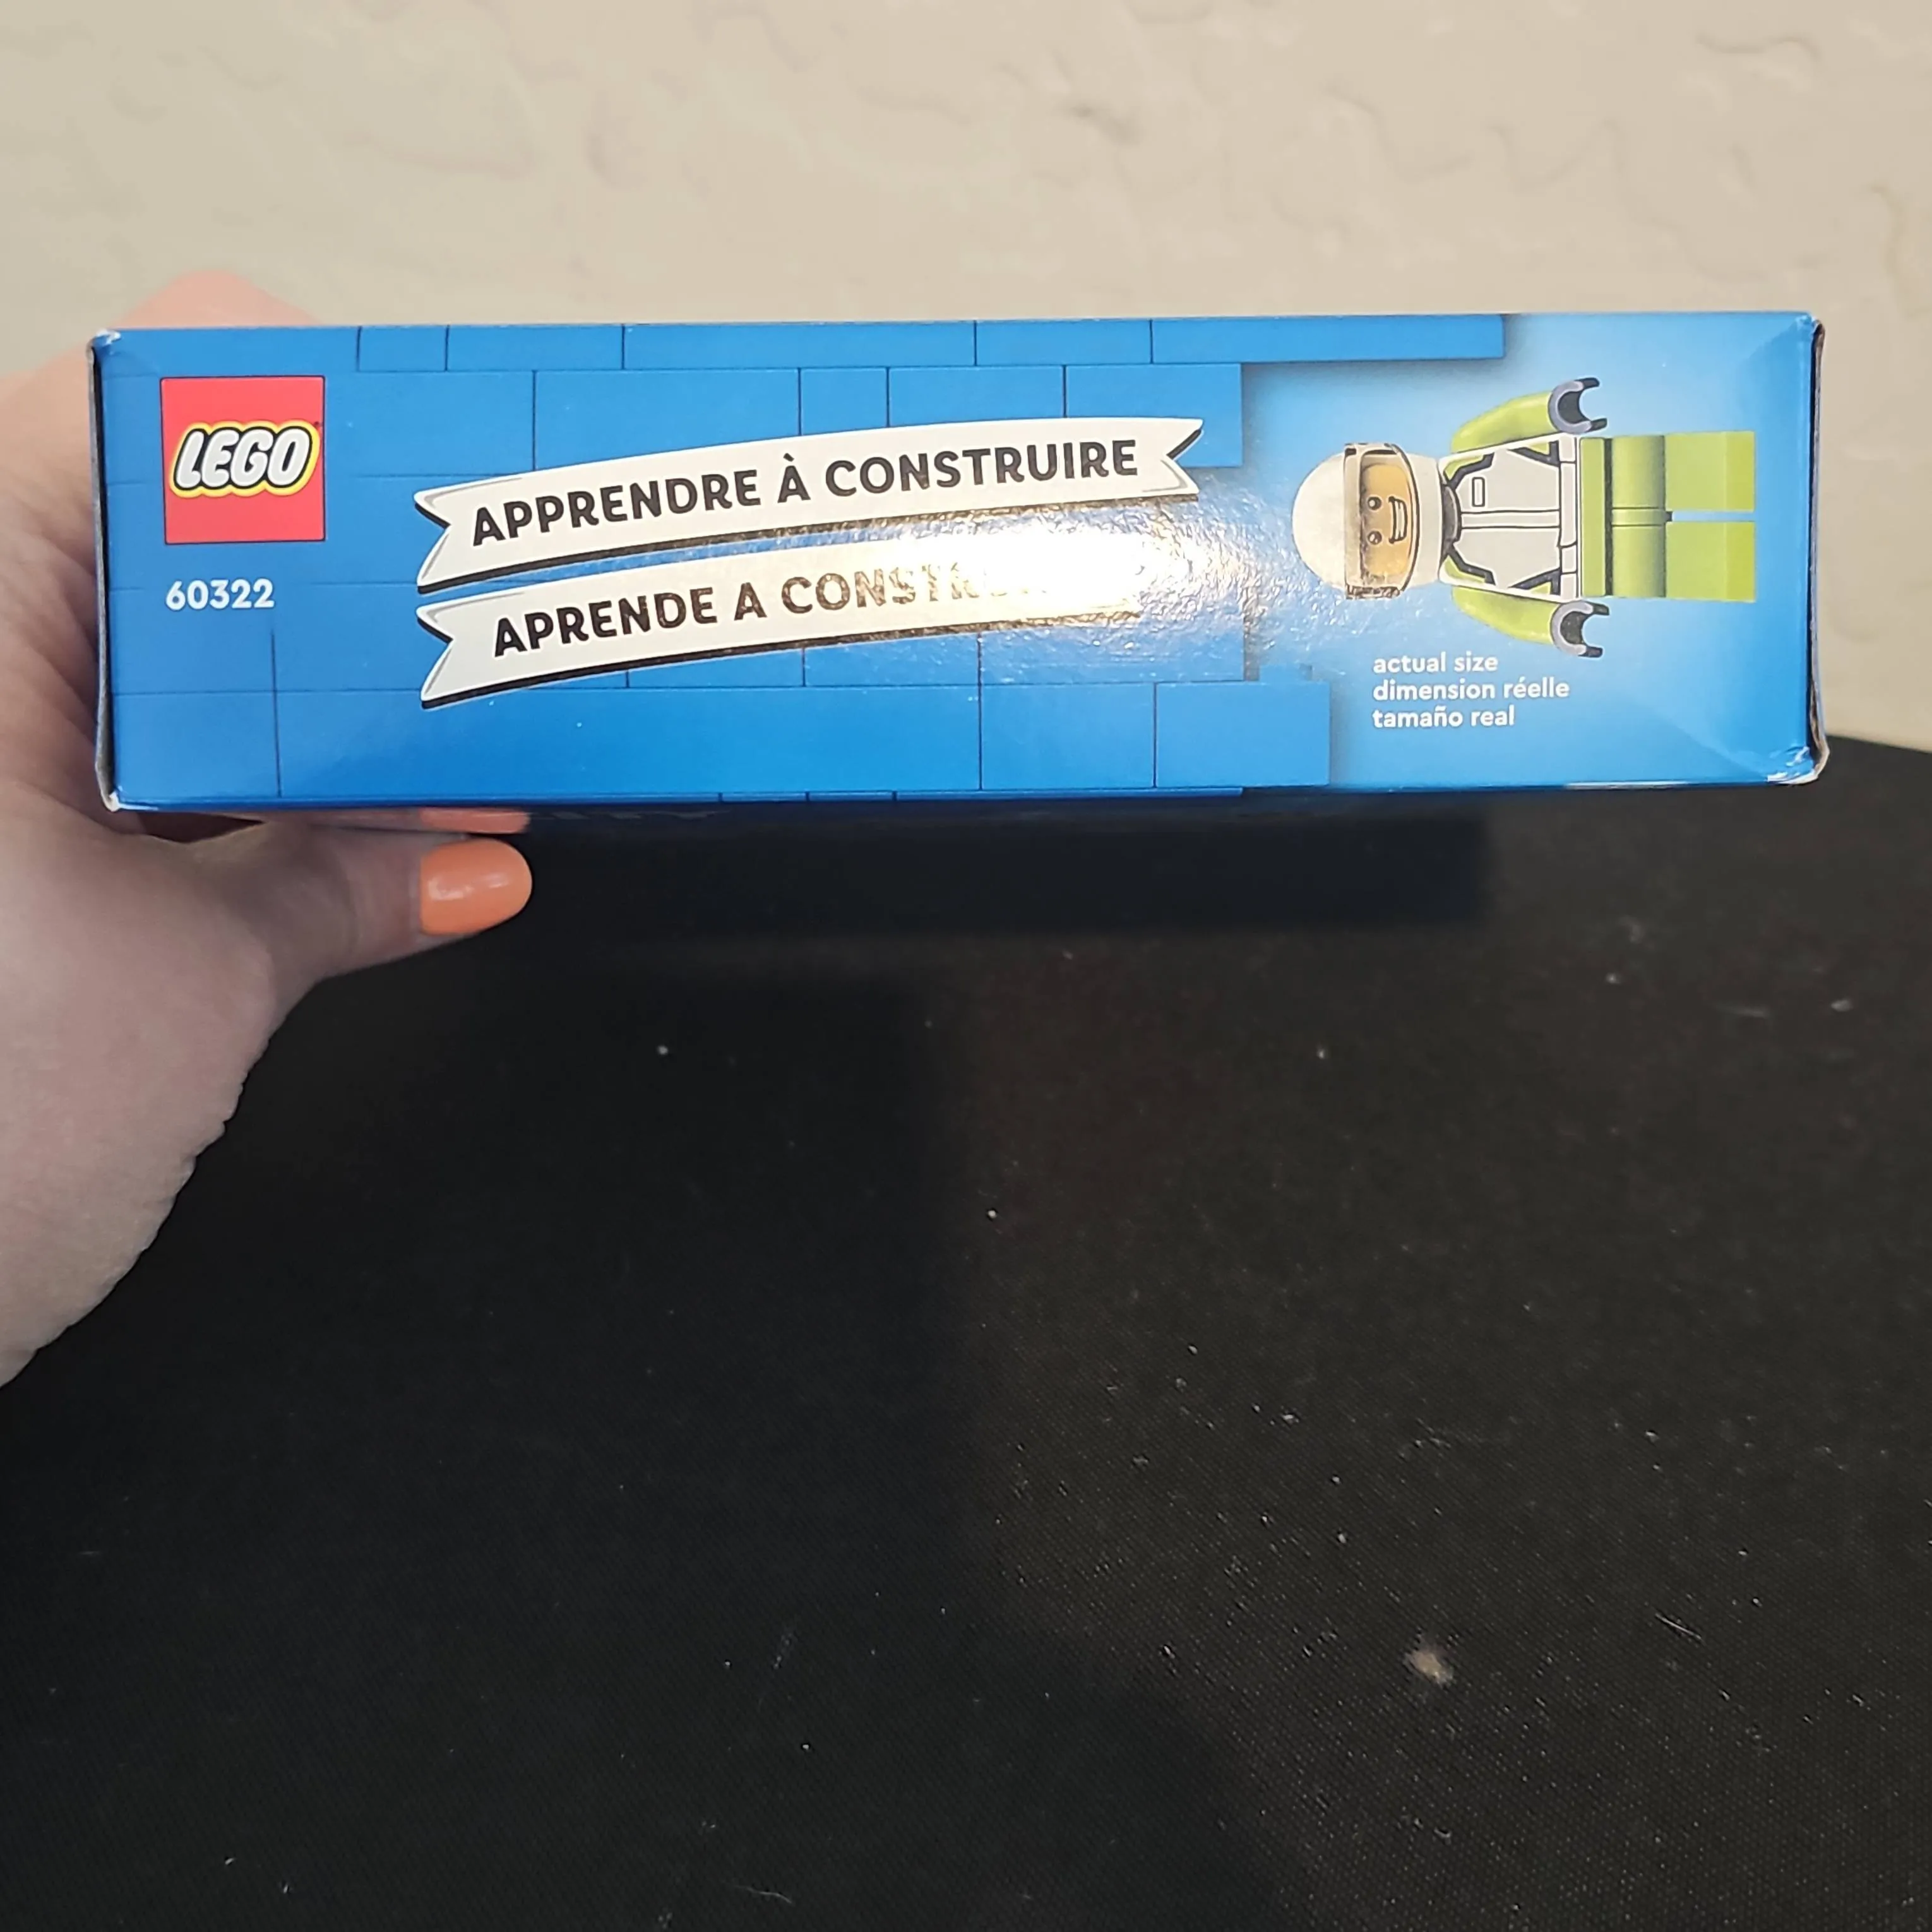 LEGO
60322
APPRENDRE À CONSTRUIRE
APRENDE A
actual size
dimension réelle
tamaño real